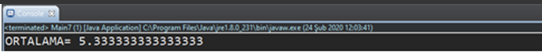 Console
<terminated> Main7 (1) [Java Application] C:\Program Files\Java\jre1.8.0_231\bin\javaw.exe (24 Şub 2020 12:03:41)
ORTALAMA= 5.333333333333333